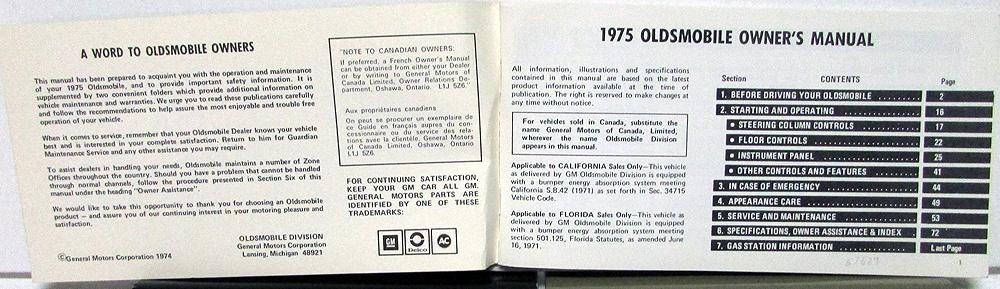 A WORD TO OLDSMOBILE OWNERS
This manual has been prepared to acquaint you with the operation and maintenance
of your 1975 Oldsmobile, and to provide important safety information. It is
supplemented by two convenient folders which provide additional information on
vehicle maintenance and warranties. We urge you to read these publications carefully
and follow the recommendations to help assure the most enjoyable and trouble free
operation of your vehicle.
When it comes to service, remember that your Oldsmobile Dealer knows your vehicle
best and is interested in your complete satisfaction. Return to him for Guardian
Maintenance Service and any other assistance you may require.
To assist dealers in handling your needs, Oldsmobile maintains a number of Zone
Offices throughout the country. Should you have a problem that cannot be handled
through normal channels, follow the procedure presented in Section Six of this
manual under the heading "Owner Assistance".
We would like to take this opportunity to thank you for choosing an Oldsmobile
product – and assure you of our continuing interest in your motoring pleasure and
satisfaction.
OLDSMOBILE DIVISION
General Motors Corporation
Lansing, Michigan 48921
©General Motors Corporation 1974
"NOTE TO CANADIAN OWNERS:
If preferred, a French Owner's Manual
can be obtained from either your Dealer
or by writing to General Motors of
Canada Limited, Owner Relations De-
partment, Oshawa, Ontario. L1J 5Z6."
Aux propriétaires canadiens
On peut se procurer un exemplaire de
ce Guide en français auprès du con-
cessionnaire ou du service des rela-
tions avec la clientèle, General Motors
of Canada Limited, Oshawa, Ontario
L1J 5Z6.
FOR CONTINUING SATISFACTION,
KEEP YOUR GM CAR ALL GM.
GENERAL MOTORS PARTS ARE
IDENTIFIED BY ONE OF THESE
TRADEMARKS:
GM Delco AC
1975 OLDSMOBILE OWNER'S MANUAL
All information, illustrations and specifications
contained in this manual are based on the latest
product information available at the time of
publication. The right is reserved to make changes at
any time without notice.
For vehicles sold in Canada, substitute the
name General Motors of Canada, Limited,
wherever the name Oldsmobile Division
appears in this manual.
Applicable to CALIFORNIA Sales Only—This vehicle
as delivered by GM Oldsmobile Division is equipped
with a bumper energy absorption system meeting
California S.B.42 (1971) as set forth in Sec. 34715
Vehicle Code.
Applicable to FLORIDA Sales Only—This vehicle as
delivered by GM Oldsmobile Division is equipped
with a bumper energy absorption system meeting
section 501.125, Florida Statutes, as amended June
16, 1971.
Section CONTENTS Page
1. BEFORE DRIVING YOUR OLDSMOBILE ........ 2
2. STARTING AND OPERATING ................ 16
• STEERING COLUMN CONTROLS ............ 17
• FLOOR CONTROLS ..................... 22
• INSTRUMENT PANEL ................... 25
• OTHER CONTROLS AND FEATURES ......... 41
3. IN CASE OF EMERGENCY ................. 44
4. APPEARANCE CARE ..................... 49
5. SERVICE AND MAINTENANCE .............. 53
6. SPECIFICATIONS, OWNER ASSISTANCE & INDEX .. 72
7. GAS STATION INFORMATION .............. Last Page
1